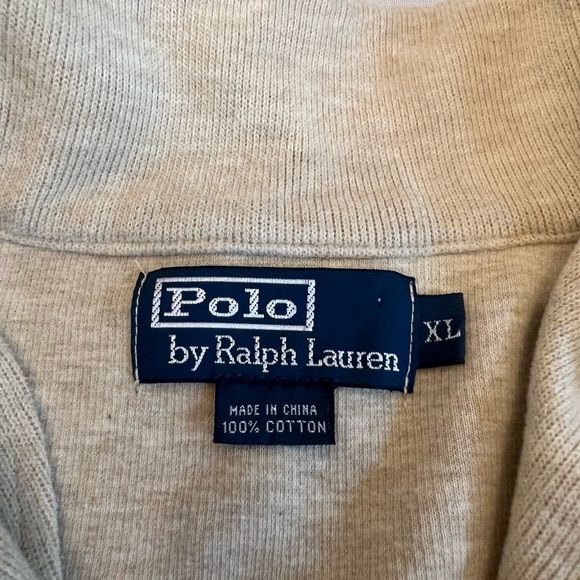 Polo
by Ralph Lauren
XL
MADE IN CHINA
100% COTTON